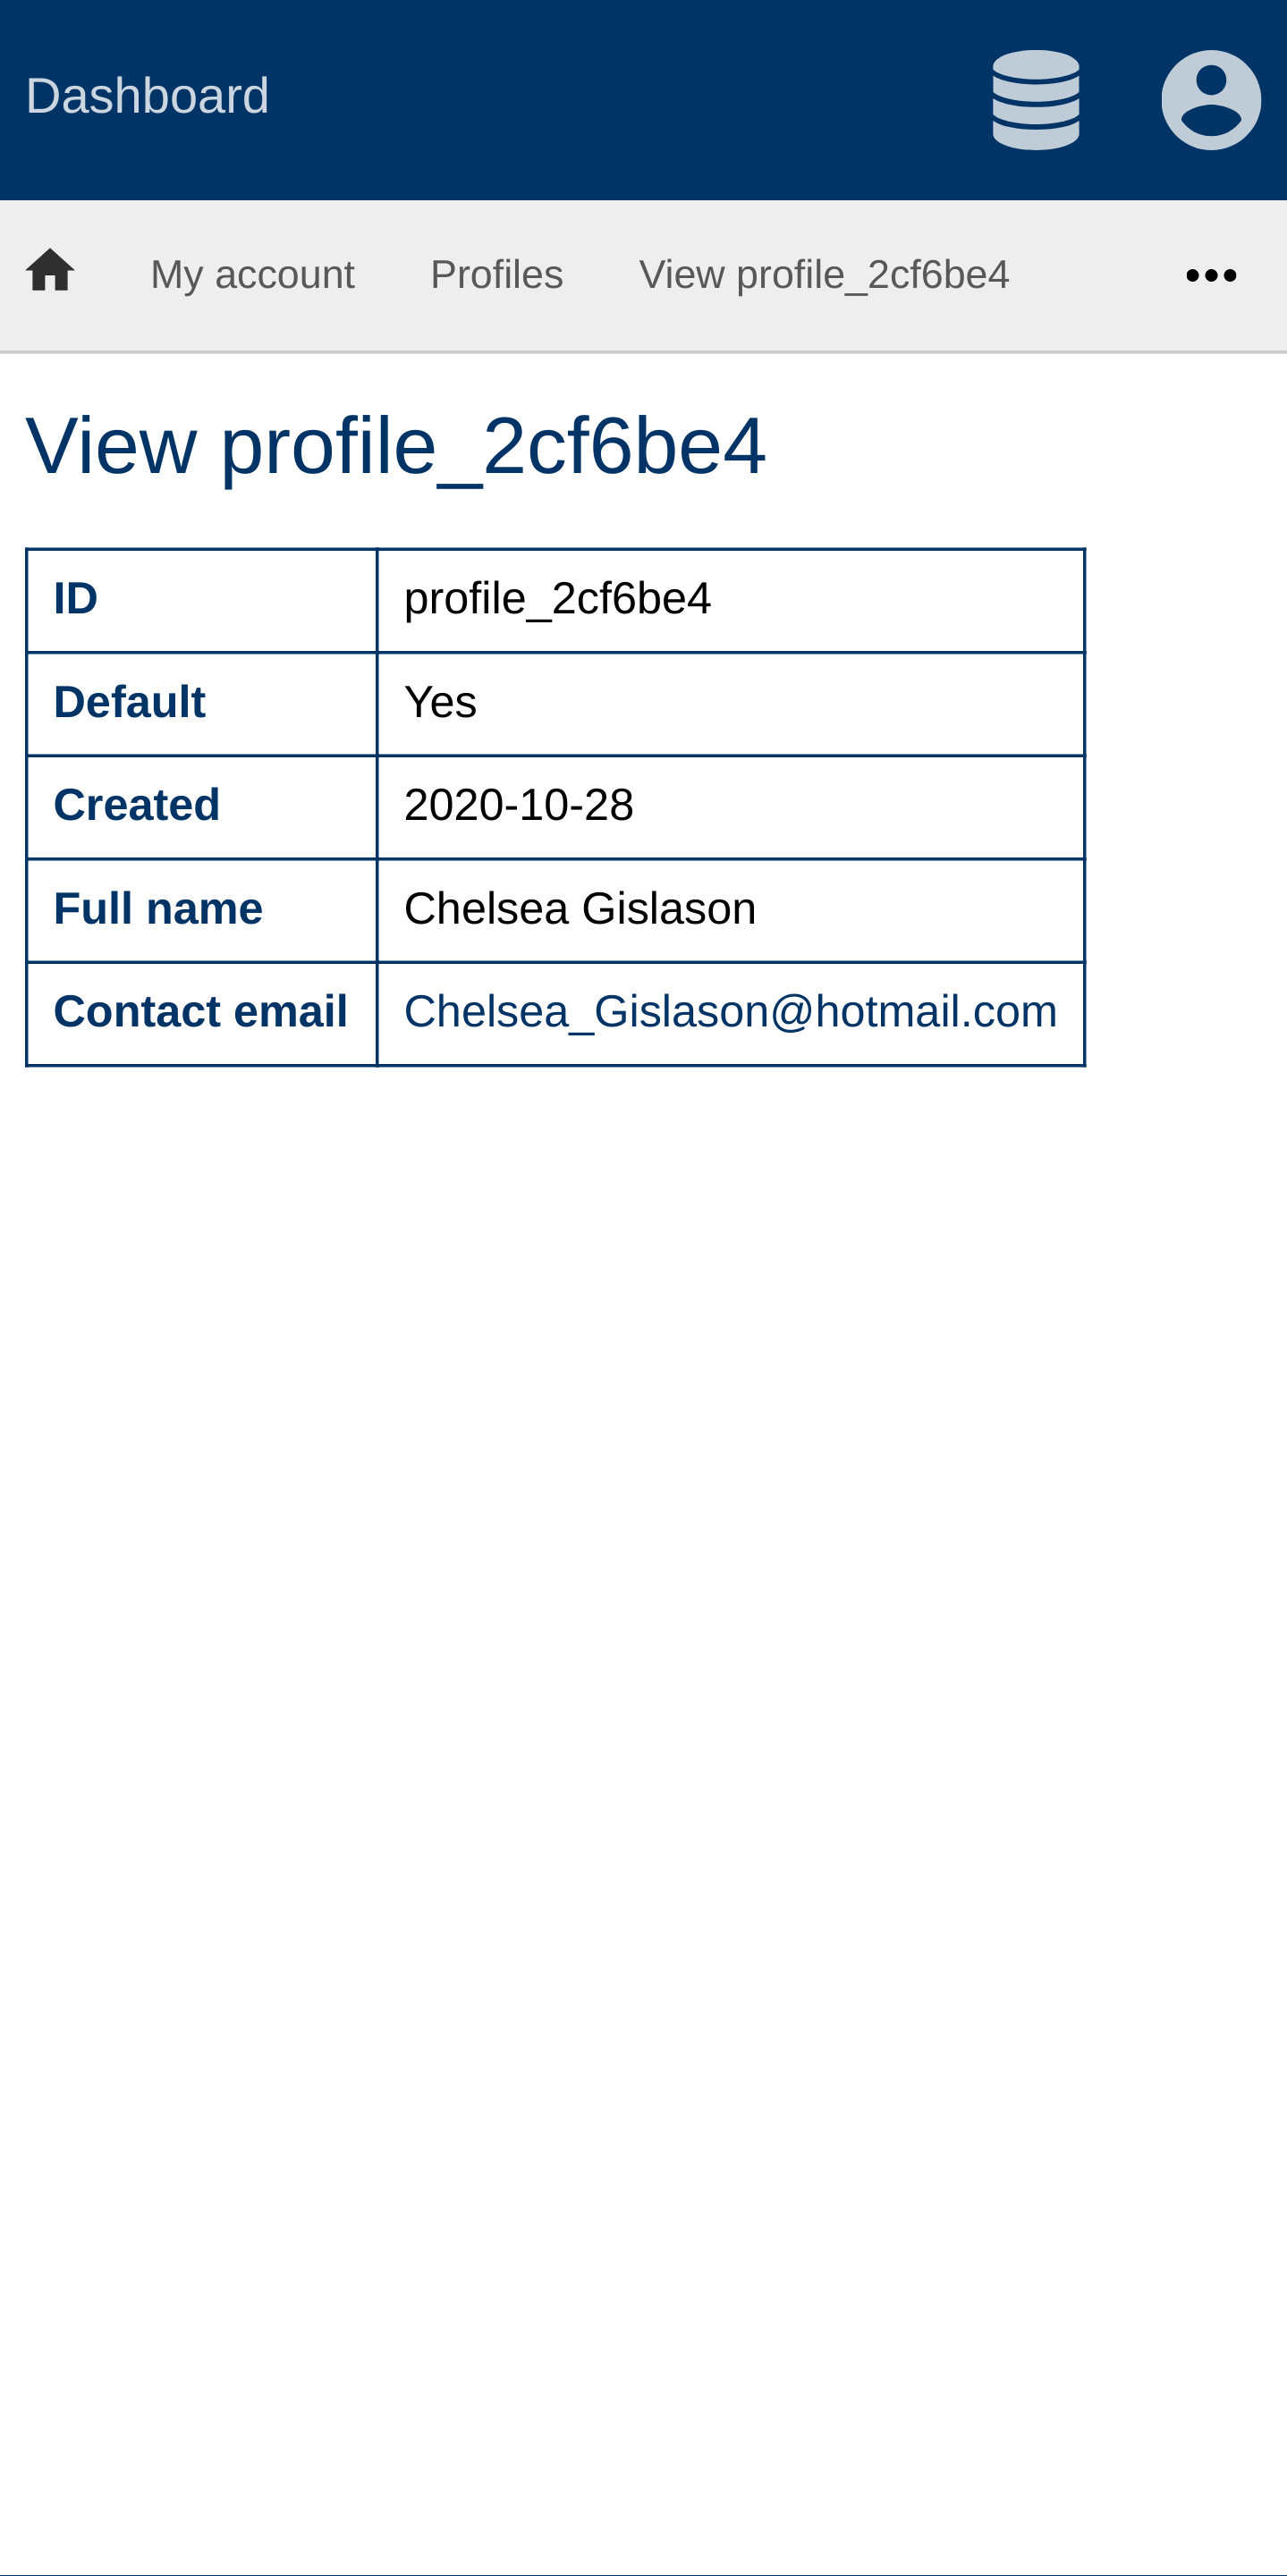 Dashboard
My account Profiles View profile_2cf6be4
View profile_2cf6be4
ID profile_2cf6be4
Default Yes
Created 2020-10-28
Full name Chelsea Gislason
Contact email Chelsea_Gislason@hotmail.com